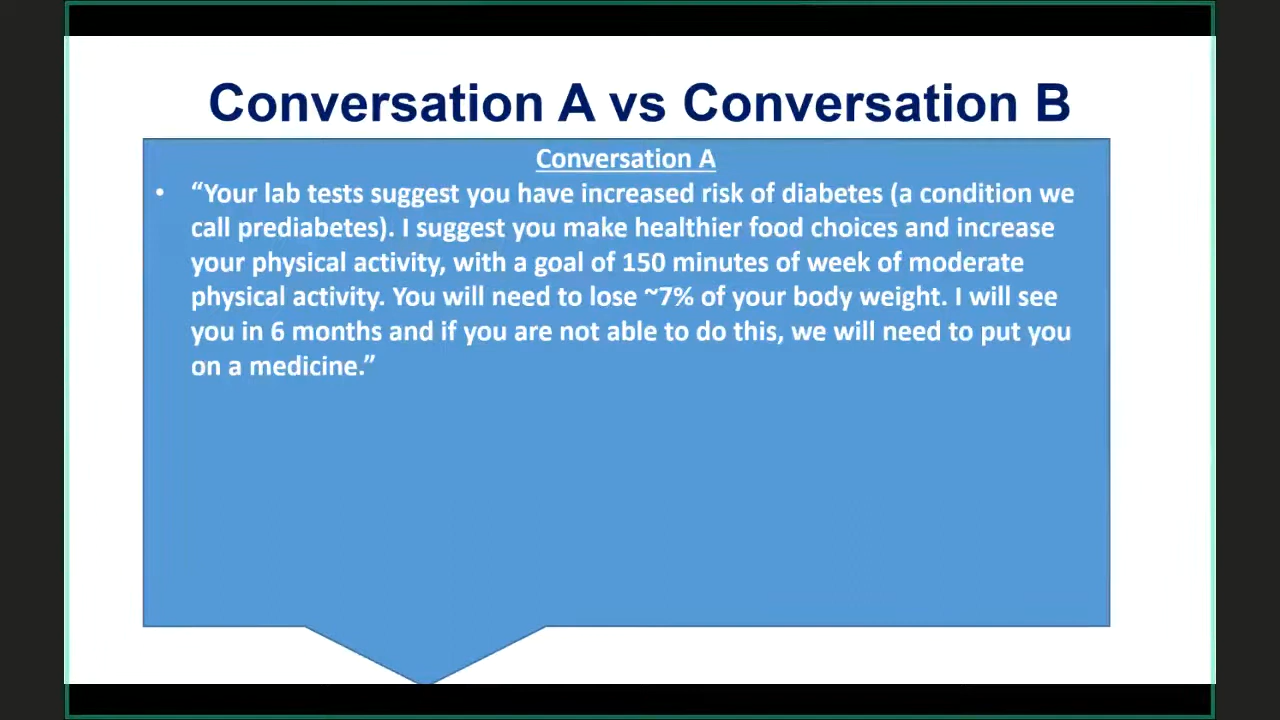 Conversation A vs Conversation B
Conversation A
• “Your lab tests suggest you have increased risk of diabetes (a condition we
call prediabetes). I suggest you make healthier food choices and increase
your physical activity, with a goal of 150 minutes of week of moderate
physical activity. You will need to lose ~7% of your body weight. I will see
you in 6 months and if you are not able to do this, we will need to put you
on a medicine.”